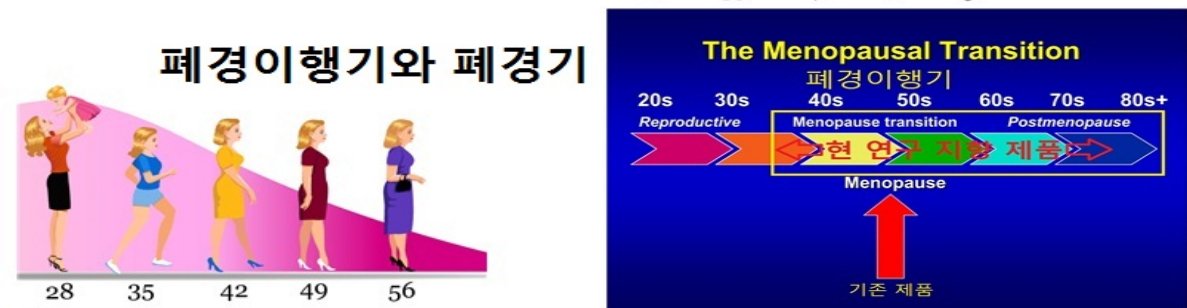 폐경이행기와 폐경기
28 35 42 49 56
The Menopausal Transition
폐경이행기
20s 30s 40s 50s 60s 70s 80s+
Reproductive Menopause transition Postmenopause
현 연구 지향 제품
Menopause
기존 제품